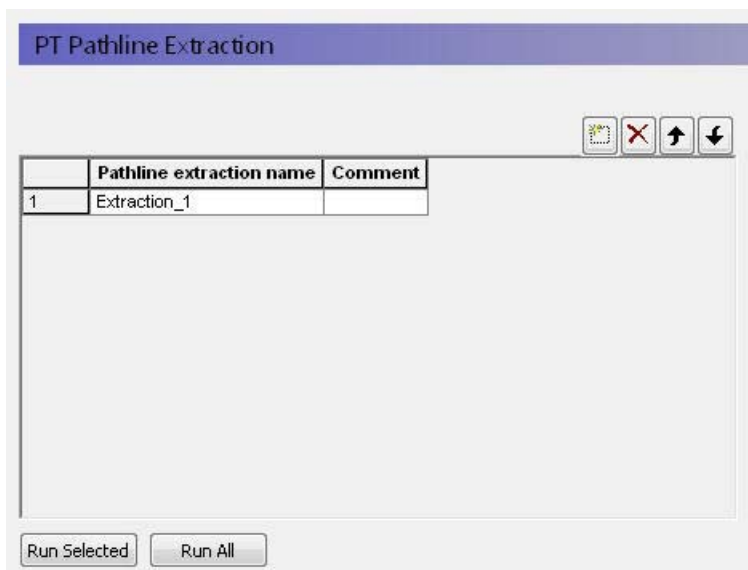 PT Pathline Extraction
Pathline extraction name Comment
1 Extraction_1
Run Selected Run All